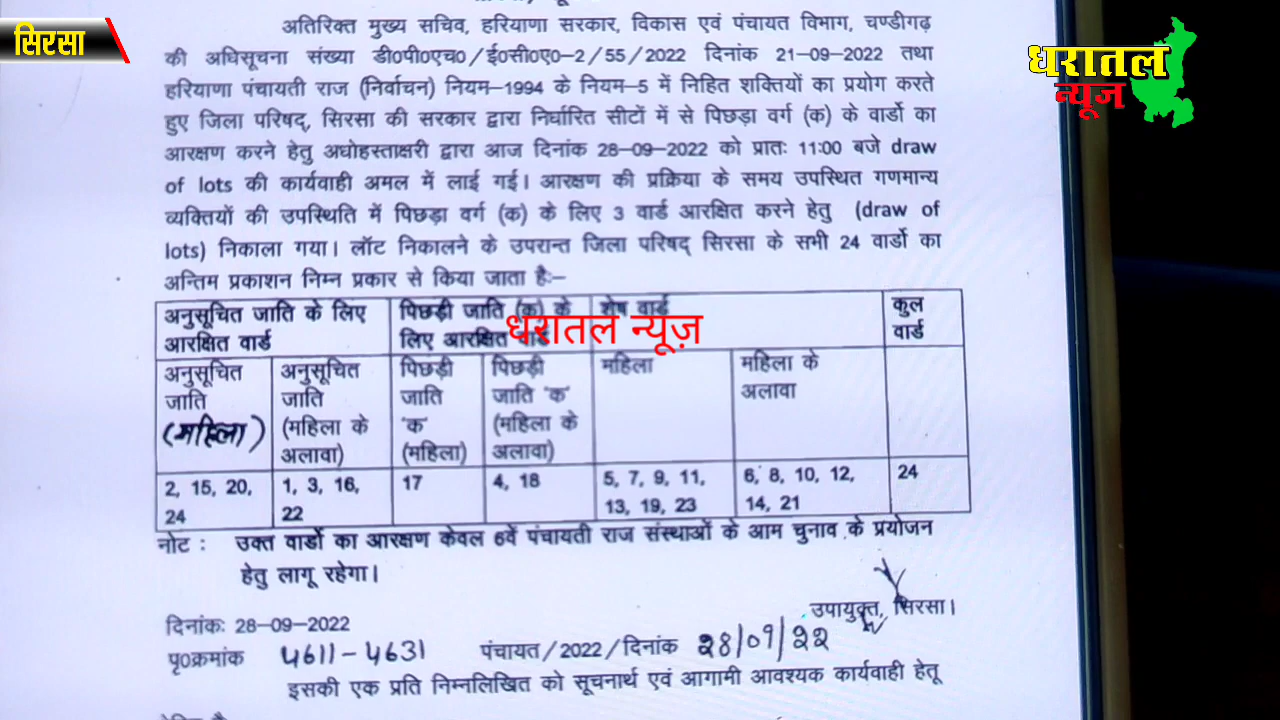 सिरसा
धरातल
न्यूज
अतिरिक्त मुख्य सचिव, हरियाणा सरकार, विकास एवं पंचायत विभाग, चण्डीगढ़
की अधिसूचना संख्या डी0पी0एच0/ई0सी0ए0–2/55/2022 दिनांक 21–09–2022 तथा
हरियाणा पंचायती राज (निर्वाचन) नियम–1994 के नियम–5 में निहित शक्तियों का प्रयोग करते
हुए जिला परिषद्, सिरसा की सरकार द्वारा निर्धारित सीटों में से पिछड़ा वर्ग (क) के वार्डो का
आरक्षण करने हेतु अधोहस्ताक्षरी द्वारा आज दिनांक 28–09–2022 को प्रातः 11:00 बजे draw
of lots की कार्यवाही अमल में लाई गई। आरक्षण की प्रक्रिया के समय उपस्थित गणमान्य
व्यक्तियों की उपस्थिति में पिछड़ा वर्ग (क) के लिए 3 वार्ड आरक्षित करने हेतु (draw of
lots) निकाला गया। लॉट निकालने के उपरान्त जिला परिषद् सिरसा के सभी 24 वार्डो का
अन्तिम प्रकाशन निम्न प्रकार से किया जाता हैः–
अनुसूचित जाति के लिए
आरक्षित वार्ड
पिछड़ी जाति (क) के
लिए आरक्षित वार्ड
शेष वार्ड
कुल
वार्ड
धरातल न्यूज़
अनुसूचित
जाति
(महिला)
अनुसूचित
जाति
(महिला के
अलावा)
पिछड़ी
जाति
'क'
(महिला)
पिछड़ी
जाति 'क'
(महिला के
अलावा)
महिला
महिला के
अलावा
2, 15, 20,
24
1, 3, 16,
22
17
4, 18
5, 7, 9, 11,
13, 19, 23
6, 8, 10, 12,
14, 21
24
नोट : उक्त वार्डो का आरक्षण केवल 6वें पंचायती राज संस्थाओं के आम चुनाव के प्रयोजन
हेतु लागू रहेगा।
उपायुक्त, सिरसा।
दिनांकः 28–09–2022
पृ0क्रमांक 4611–4631 पंचायत/2022/दिनांक 28/09/22
इसकी एक प्रति निम्नलिखित को सूचनार्थ एवं आगामी आवश्यक कार्यवाही हेतू